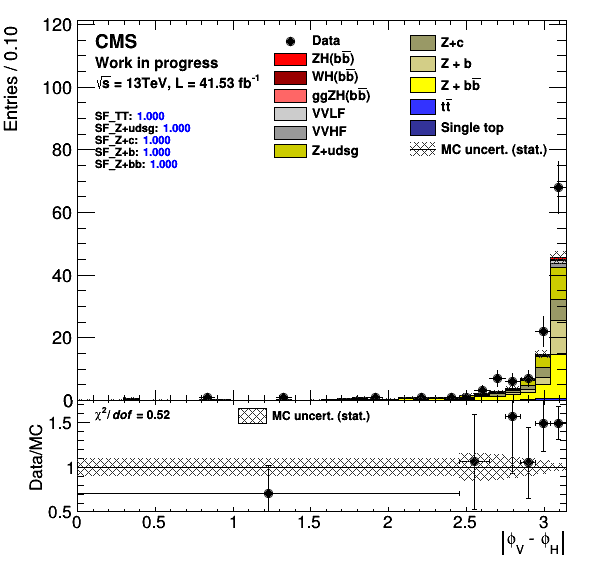 Entries / 0.10
120
100
80
60
40
20
0
CMS
Work in progress
√s = 13TeV, L = 41.53 fb⁻¹
SF_TT: 1.000
SF_Z+udsg: 1.000
SF_Z+c: 1.000
SF_Z+b: 1.000
SF_Z+bb: 1.000
Data
ZH(bb̅)
WH(bb̅)
ggZH(bb̅)
VVLF
VVHF
Z+udsg
Z+c
Z + b
Z + bb̅
tt̅
Single top
MC uncert. (stat.)
Data/MC
1.5
1
0.5
χ²/dof = 0.52
MC uncert. (stat.)
0 0.5 1 1.5 2 2.5 3
|ϕ_V - ϕ_H|